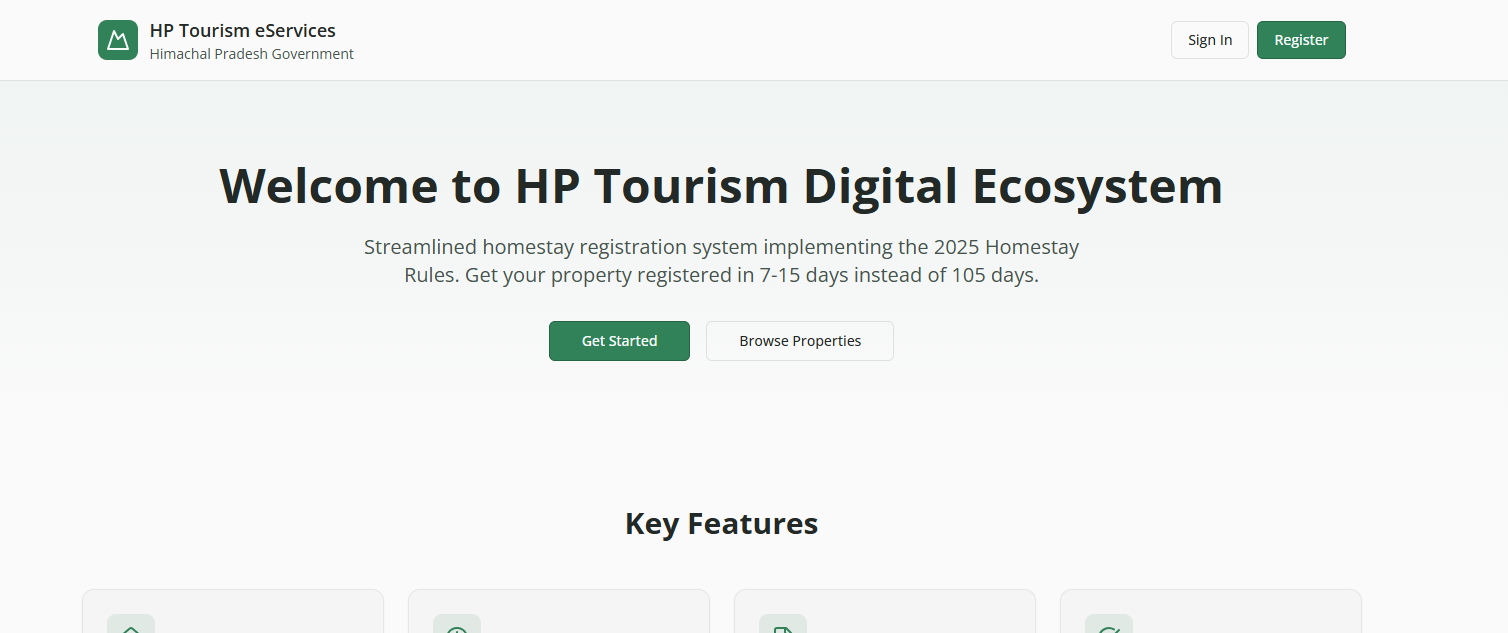 HP Tourism eServices
Himachal Pradesh Government
Sign In
Register
Welcome to HP Tourism Digital Ecosystem
Streamlined homestay registration system implementing the 2025 Homestay
Rules. Get your property registered in 7-15 days instead of 105 days.
Get Started
Browse Properties
Key Features